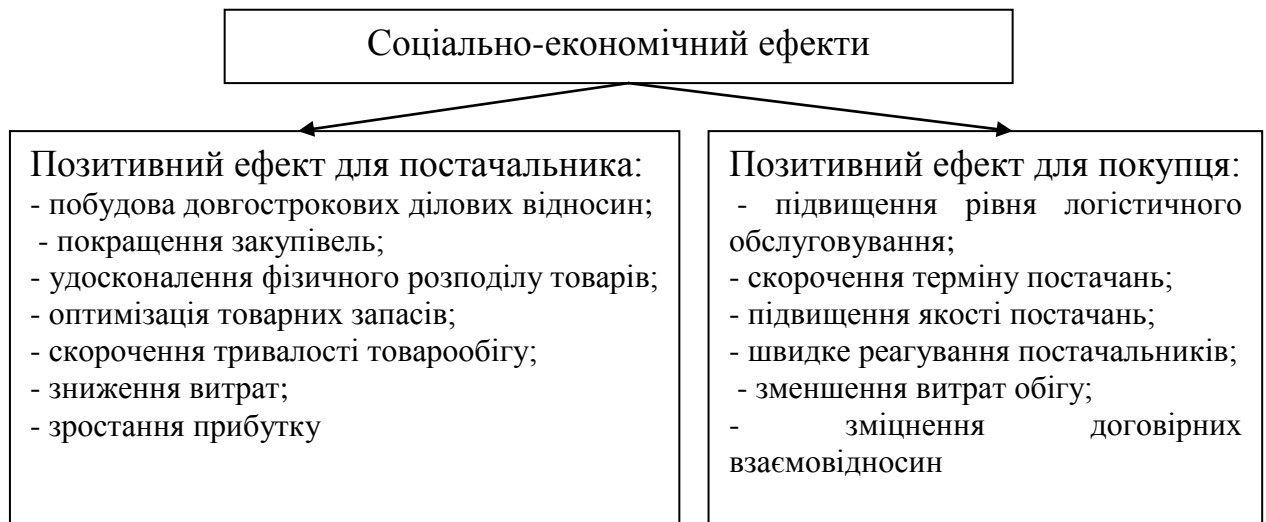 Соціально-економічний ефекти
Позитивний ефект для постачальника:
- побудова довгострокових ділових відносин;
- покращення закупівель;
- удосконалення фізичного розподілу товарів;
- оптимізація товарних запасів;
- скорочення тривалості товарообігу;
- зниження витрат;
- зростання прибутку
Позитивний ефект для покупця:
- підвищення рівня логістичного
обслуговування;
- скорочення терміну постачань;
- підвищення якості постачань;
- швидке реагування постачальників;
- зменшення витрат обігу;
- зміцнення договірних
взаємовідносин